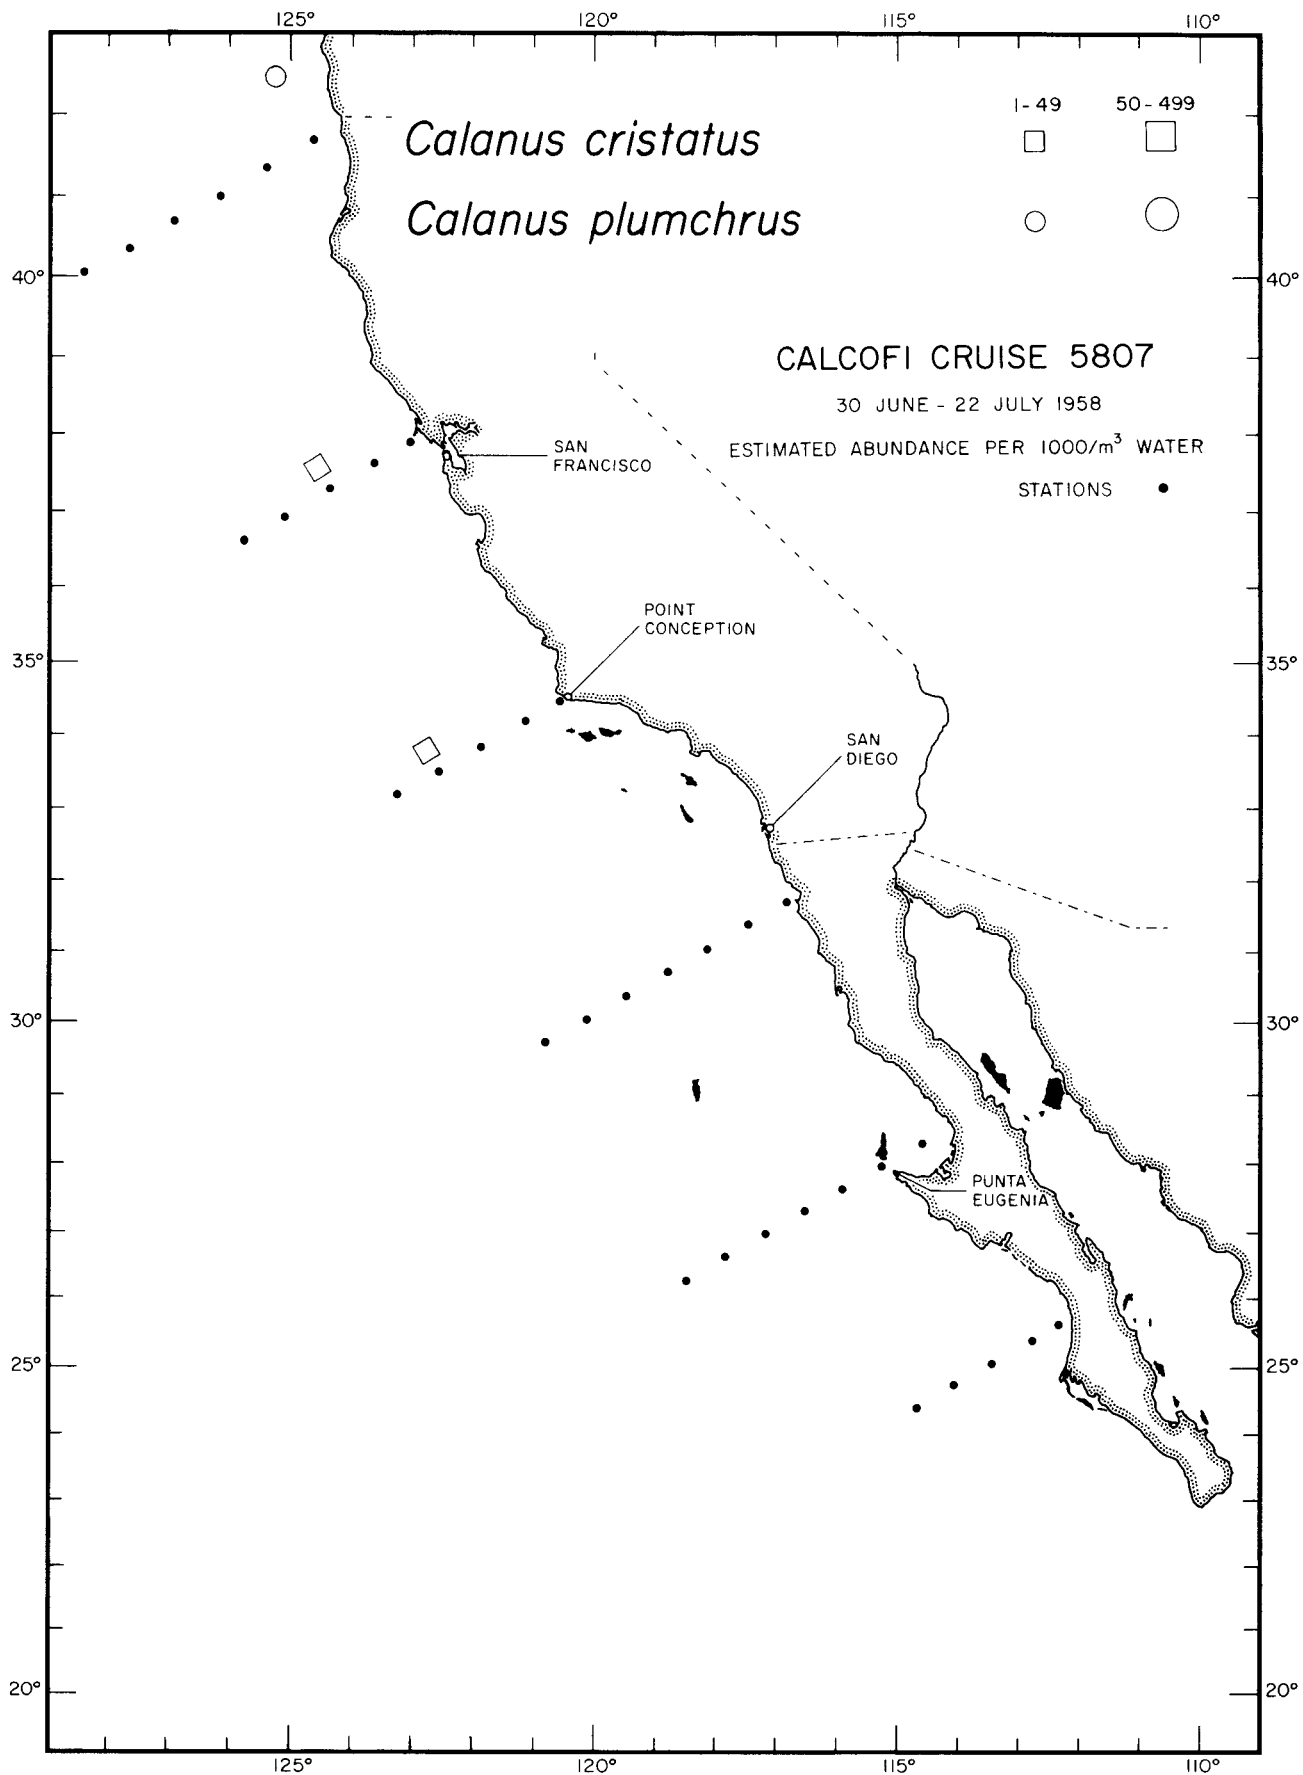 125° 120° 115° 110°
1-49 50-499
Calanus cristatus
Calanus plumchrus
40° 40°
CALCOFI CRUISE 5807
30 JUNE - 22 JULY 1958
ESTIMATED ABUNDANCE PER 1000/m³ WATER
STATIONS
SAN
FRANCISCO
POINT
CONCEPTION
35° 35°
SAN
DIEGO
30° 30°
PUNTA
EUGENIA
25° 25°
20° 20°
125° 120° 115° 110°